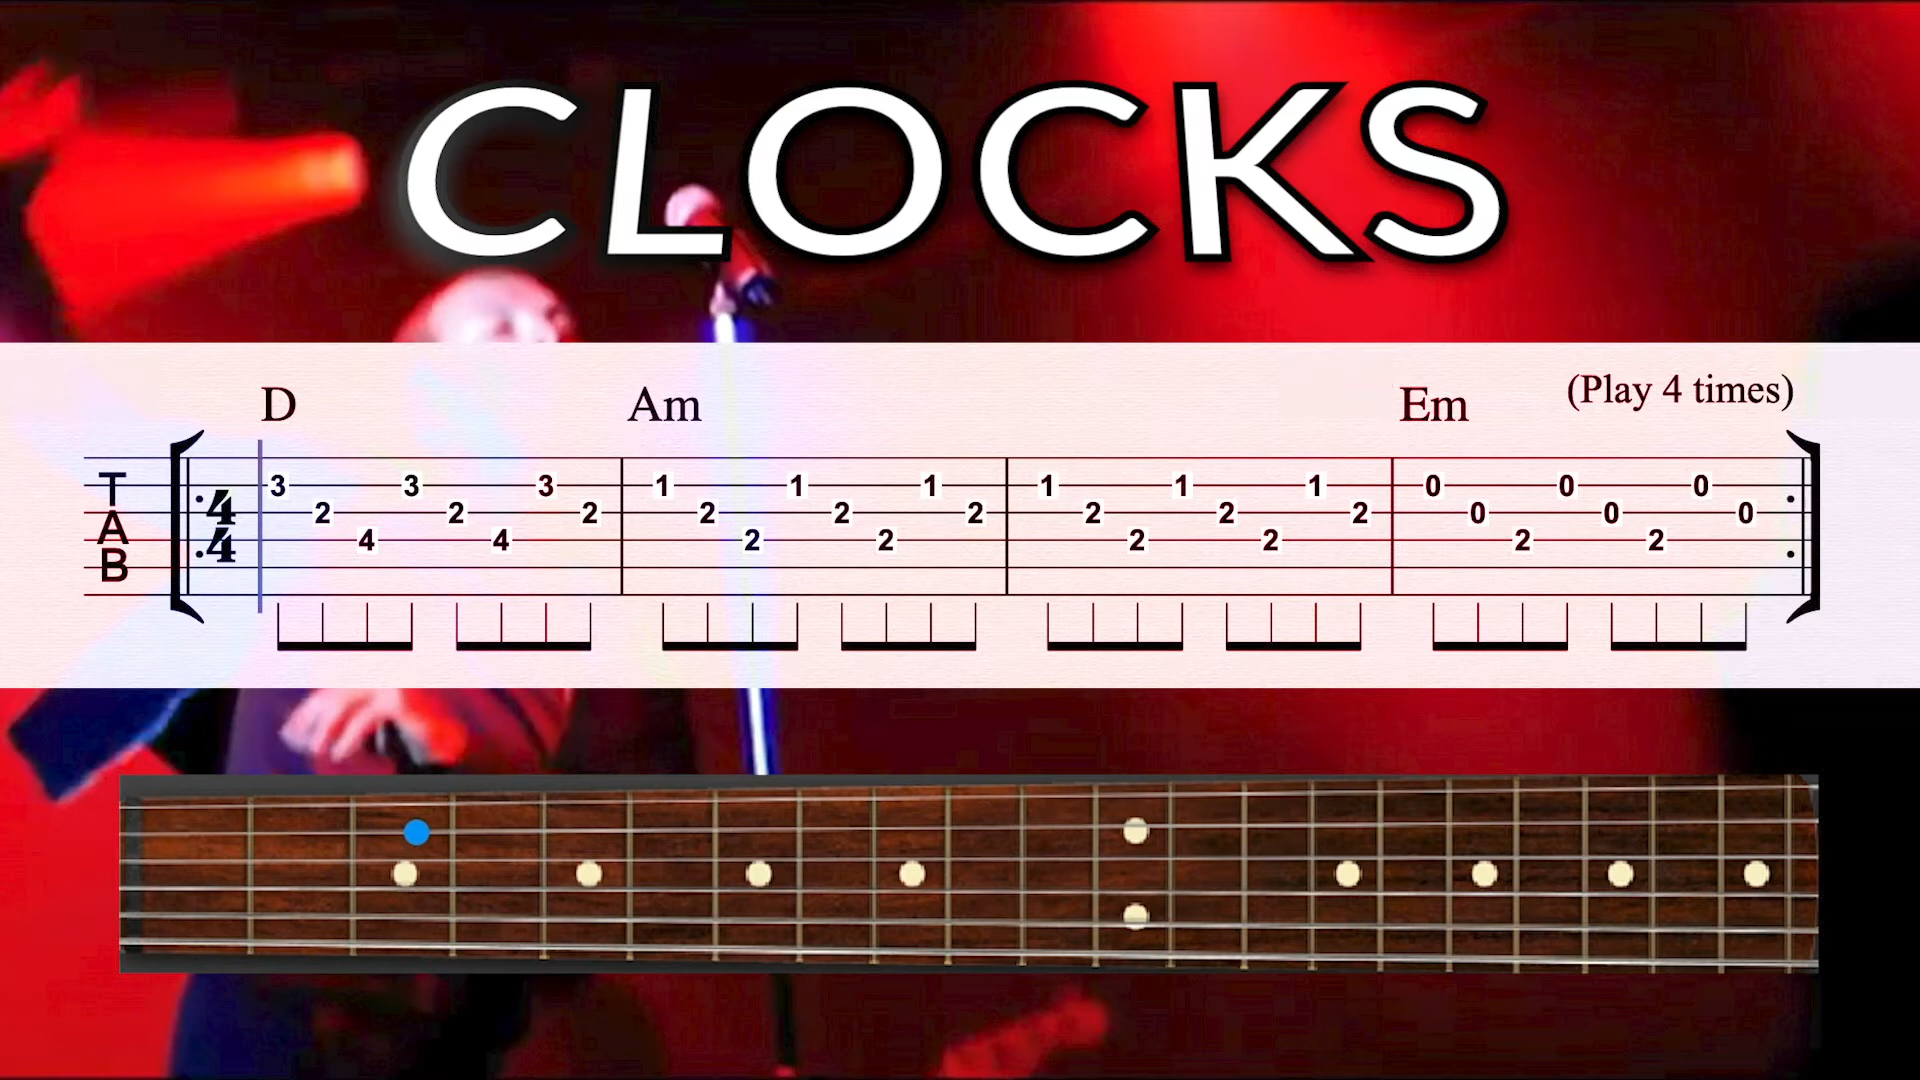 CLOCKS
D Am Em (Play 4 times)
T A B
4 4
3 3 3 1 1 1 1 1 1 0 0 0
2 2 2 2 2 2 2 2 2 0 0 0
4 4 2 2 2 2 2 2